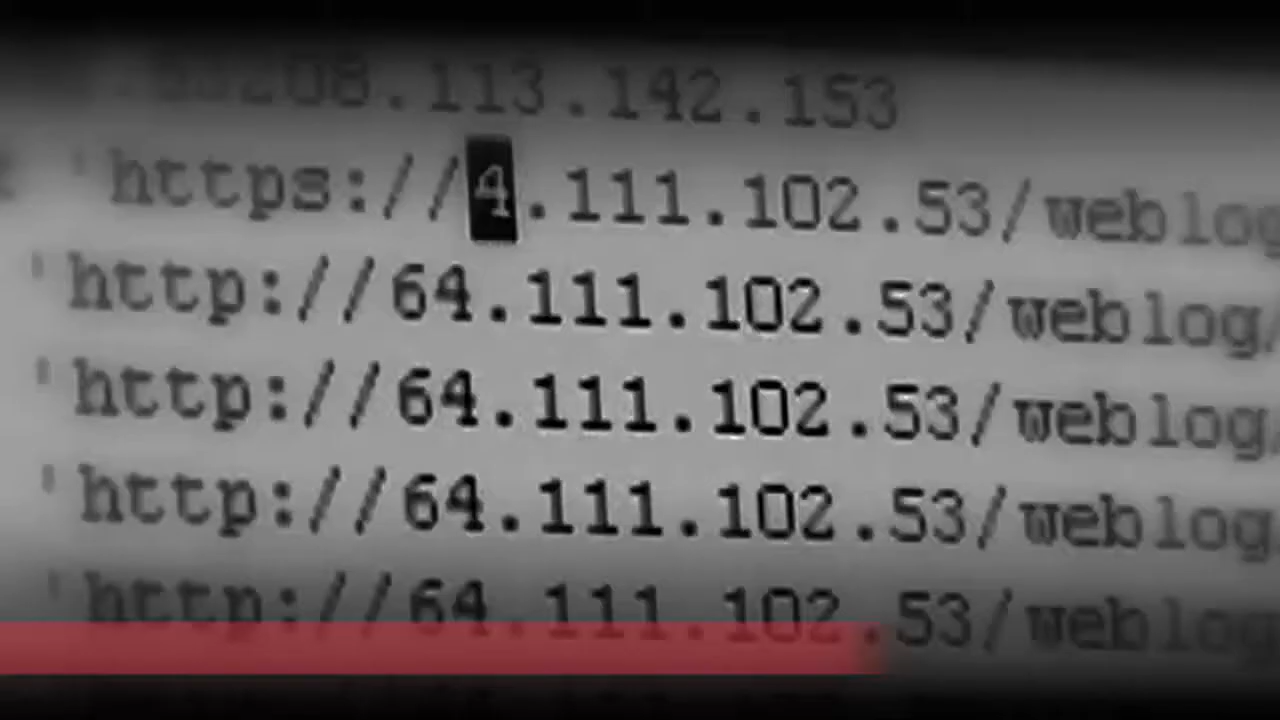 208.113.142.153
'https://4.111.102.53/weblog
'http://64.111.102.53/weblog/
'http://64.111.102.53/weblog/
'http://64.111.102.53/weblog
'http://64.111.102.53/weblog